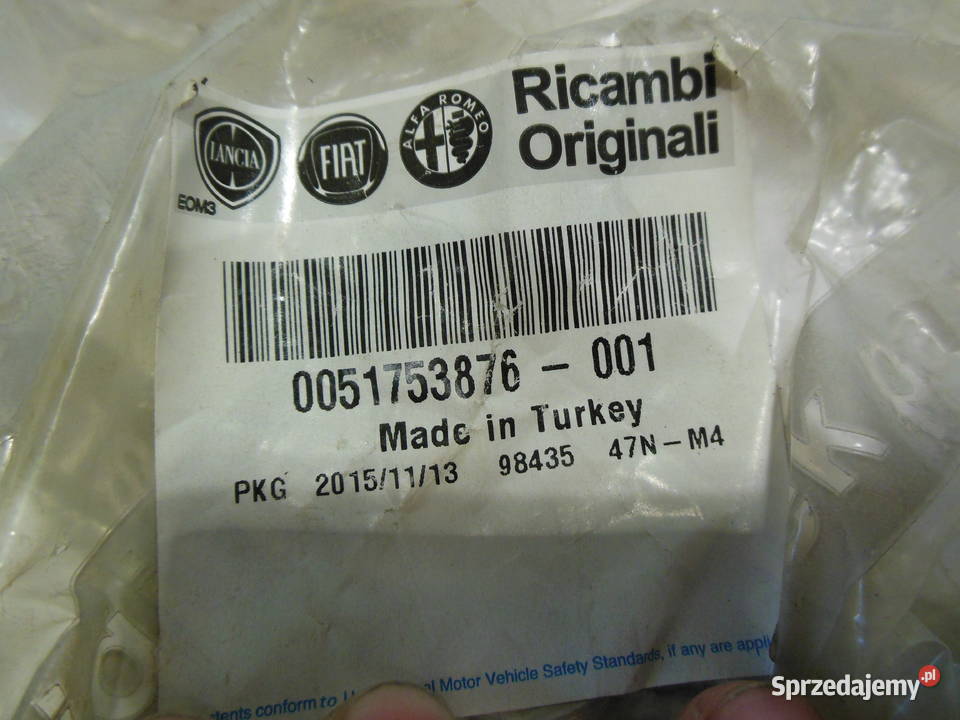 LANCIA
FIAT
ALFA ROMEO
Ricambi
Originali
EOM3
0051753876 - 001
Made in Turkey
PKG 2015/11/13 98435 47N-M4
conform to Motor Vehicle Safety Standards, if any are
Sprzedajemy.pl